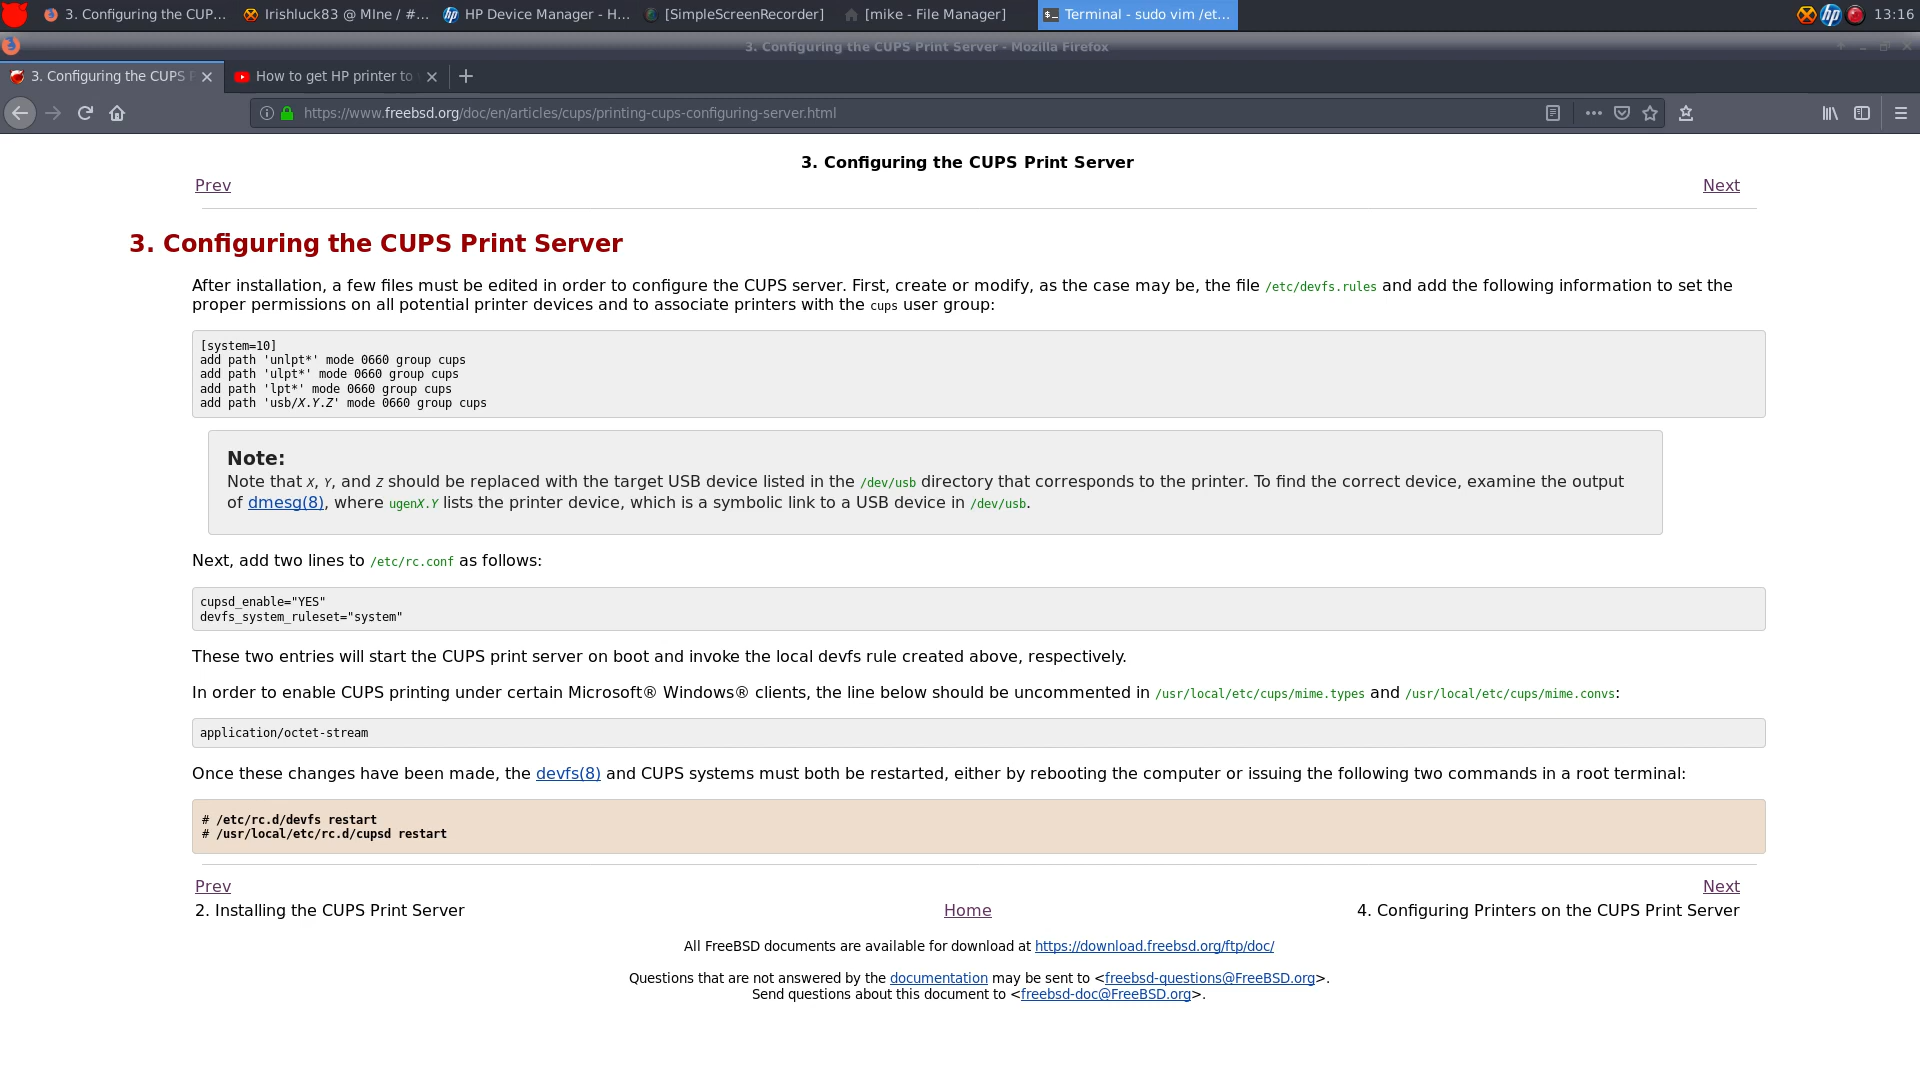 3. Configuring the CUP...
Irishluck83 @ MIne / #...
HP Device Manager - H...
[SimpleScreenRecorder]
[mike - File Manager]
Terminal - sudo vim /et...
13:16
3. Configuring the CUPS Print Server - Mozilla Firefox
3. Configuring the CUPS P
How to get HP printer to
https://www.freebsd.org/doc/en/articles/cups/printing-cups-configuring-server.html
3. Configuring the CUPS Print Server
Prev
Next
3. Configuring the CUPS Print Server
After installation, a few files must be edited in order to configure the CUPS server. First, create or modify, as the case may be, the file /etc/devfs.rules and add the following information to set the
proper permissions on all potential printer devices and to associate printers with the cups user group:
[system=10]
add path 'unlpt*' mode 0660 group cups
add path 'ulpt*' mode 0660 group cups
add path 'lpt*' mode 0660 group cups
add path 'usb/X.Y.Z' mode 0660 group cups
Note:
Note that X, Y, and Z should be replaced with the target USB device listed in the /dev/usb directory that corresponds to the printer. To find the correct device, examine the output
of dmesg(8), where ugenX.Y lists the printer device, which is a symbolic link to a USB device in /dev/usb.
Next, add two lines to /etc/rc.conf as follows:
cupsd_enable="YES"
devfs_system_ruleset="system"
These two entries will start the CUPS print server on boot and invoke the local devfs rule created above, respectively.
In order to enable CUPS printing under certain Microsoft® Windows® clients, the line below should be uncommented in /usr/local/etc/cups/mime.types and /usr/local/etc/cups/mime.convs:
application/octet-stream
Once these changes have been made, the devfs(8) and CUPS systems must both be restarted, either by rebooting the computer or issuing the following two commands in a root terminal:
# /etc/rc.d/devfs restart
# /usr/local/etc/rc.d/cupsd restart
Prev
Next
2. Installing the CUPS Print Server
Home
4. Configuring Printers on the CUPS Print Server
All FreeBSD documents are available for download at https://download.freebsd.org/ftp/doc/
Questions that are not answered by the documentation may be sent to <freebsd-questions@FreeBSD.org>.
Send questions about this document to <freebsd-doc@FreeBSD.org>.